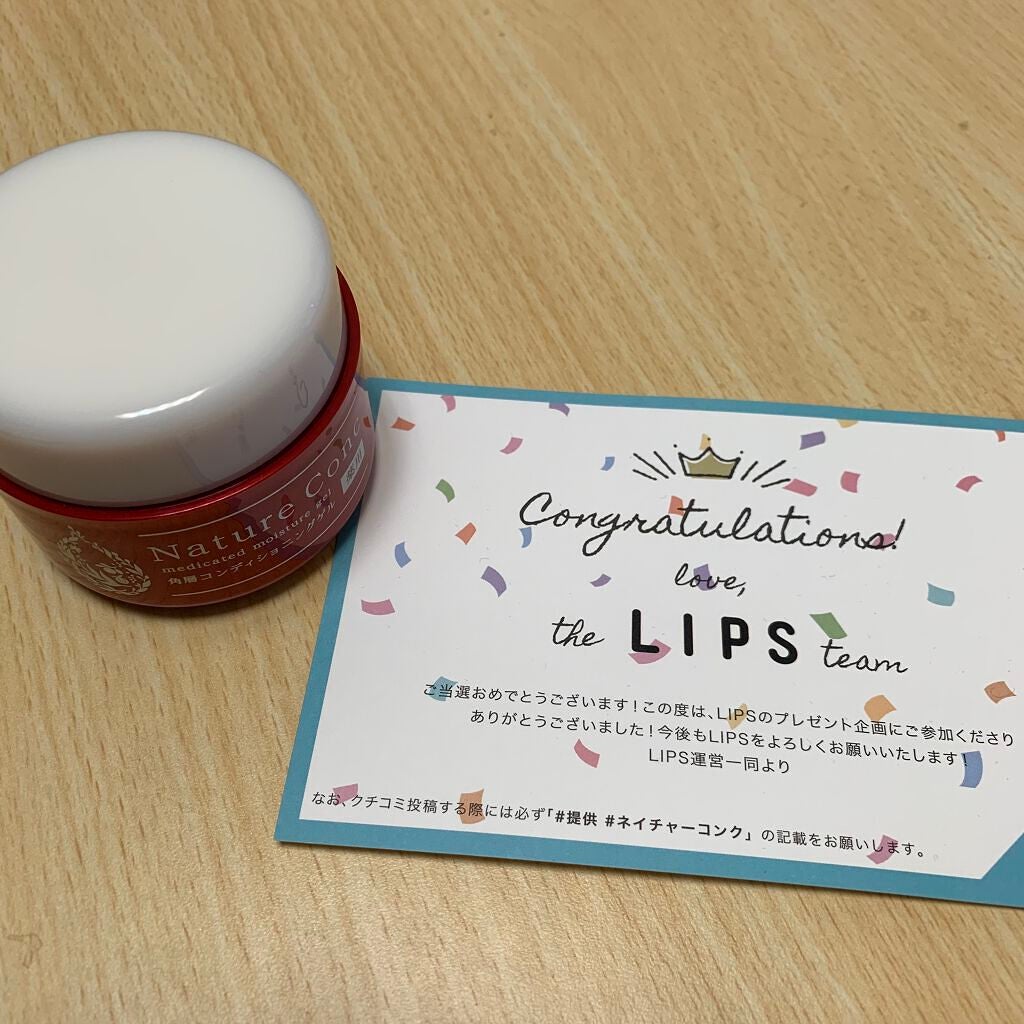 Nature Conc
medicated moisture gel
角層コンディショニングゲル
薬用
Congratulations!
love,
the LIPS team
ご当選おめでとうございます！この度は、LIPSのプレゼント企画にご参加くださり
ありがとうございました！今後もLIPSをよろしくお願いいたします！
LIPS運営一同より
なお、クチコミ投稿する際には必ず「#提供 #ネイチャーコンク」の記載をお願いします。